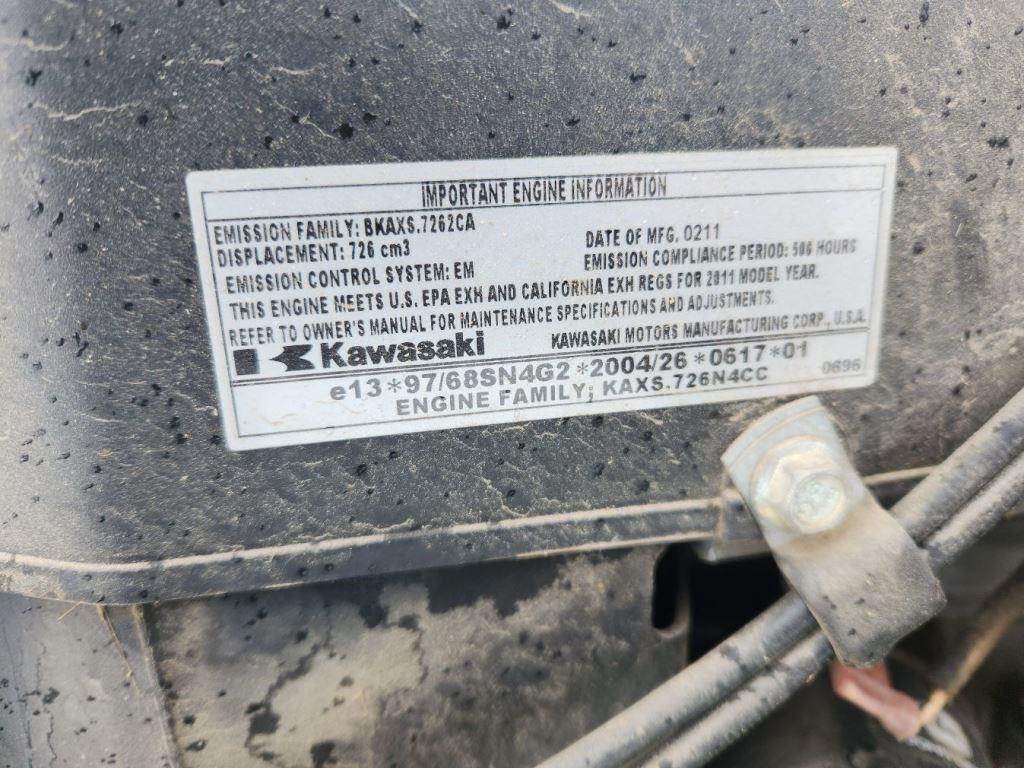 IMPORTANT ENGINE INFORMATION
EMISSION FAMILY: BKAXS.7262CA
DISPLACEMENT: 726 cm3
DATE OF MFG. 0211
EMISSION CONTROL SYSTEM: EM
EMISSION COMPLIANCE PERIOD: 500 HOURS
THIS ENGINE MEETS U.S. EPA EXH AND CALIFORNIA EXH REGS FOR 2011 MODEL YEAR.
REFER TO OWNER'S MANUAL FOR MAINTENANCE SPECIFICATIONS AND ADJUSTMENTS.
Kawasaki
KAWASAKI MOTORS MANUFACTURING CORP., U.S.A.
e13*97/68SN4G2*2004/26*0617*01
ENGINE FAMILY; KAXS.726N4CC
0696